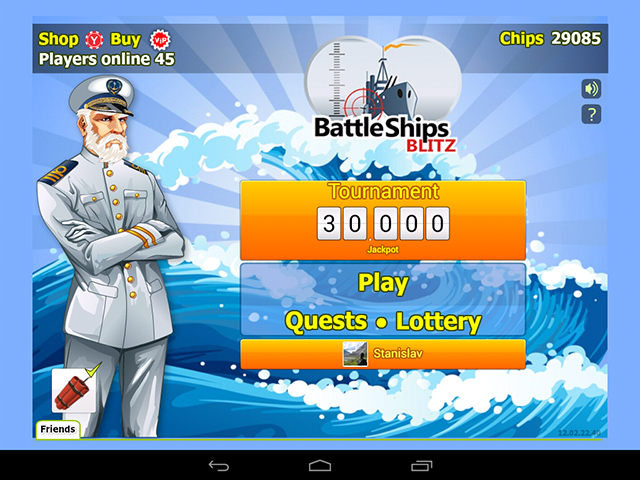 Shop Y Buy VIP
Players online 45
Chips 29085
?
BattleShips
BLITZ
Tournament
30.000
Jackpot
Play
Quests • Lottery
Stanislav
Friends